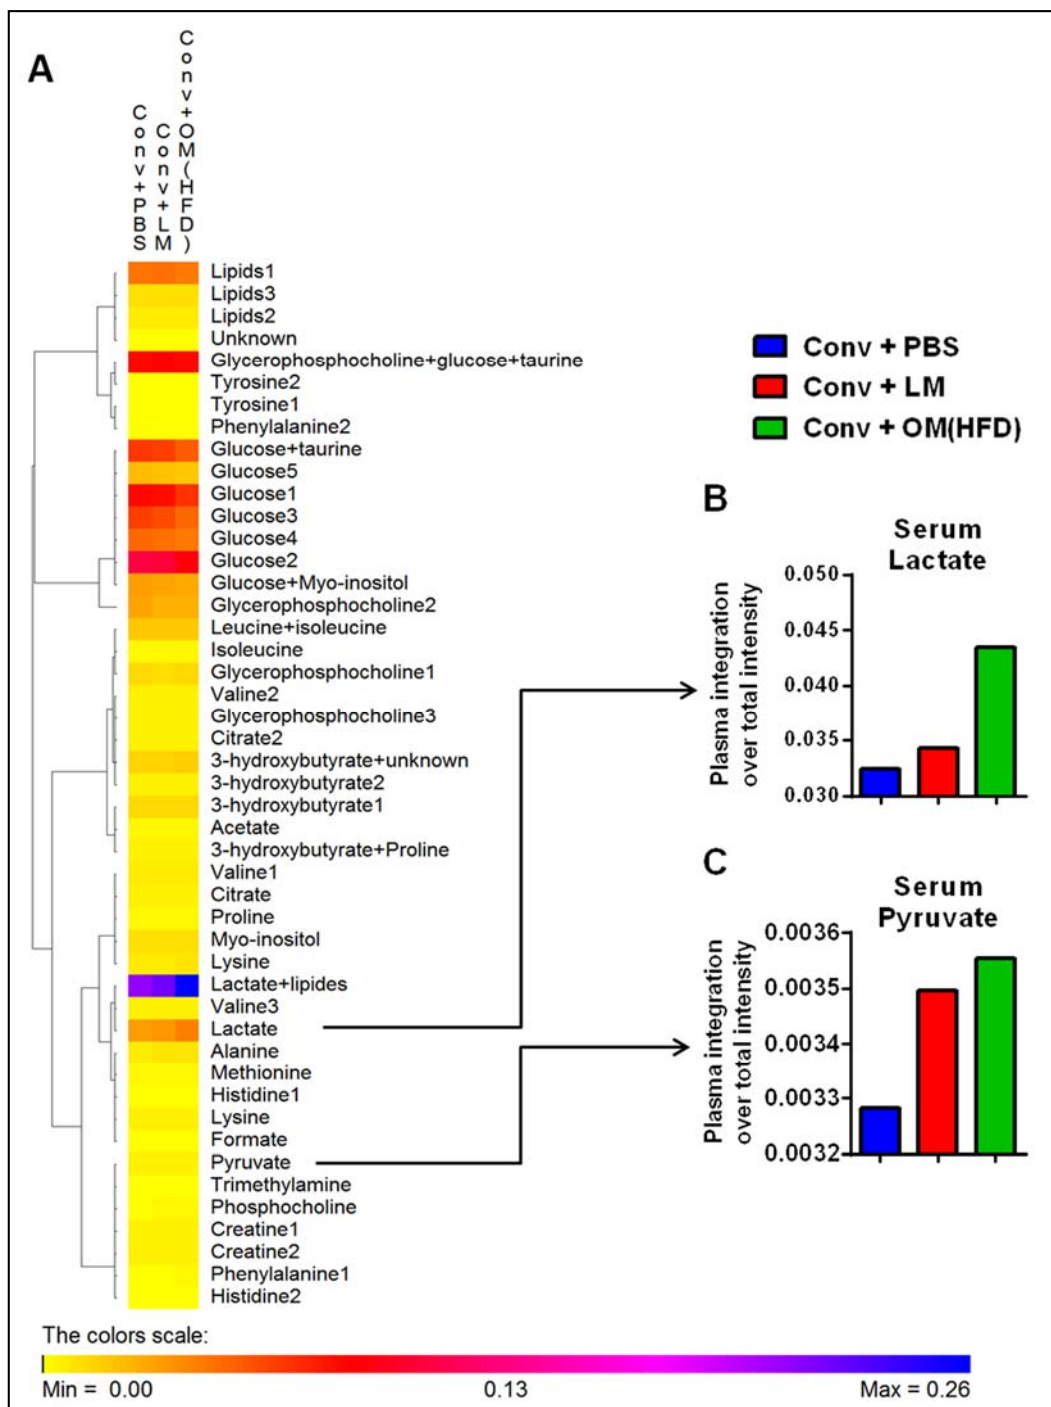 A
Conv+PBS
Conv+LM
Conv+OM(HFD)
Lipids1
Lipids3
Lipids2
Unknown
Glycerophosphocholine+glucose+taurine
Tyrosine2
Tyrosine1
Phenylalanine2
Glucose+taurine
Glucose5
Glucose1
Glucose3
Glucose4
Glucose2
Glucose+Myo-inositol
Glycerophosphocholine2
Leucine+isoleucine
Isoleucine
Glycerophosphocholine1
Valine2
Glycerophosphocholine3
Citrate2
3-hydroxybutyrate+unknown
3-hydroxybutyrate2
3-hydroxybutyrate1
Acetate
3-hydroxybutyrate+Proline
Valine1
Citrate
Proline
Myo-inositol
Lysine
Lactate+lipides
Valine3
Lactate
Alanine
Methionine
Histidine1
Lysine
Formate
Pyruvate
Trimethylamine
Phosphocholine
Creatine1
Creatine2
Phenylalanine1
Histidine2
The colors scale:
Min = 0.00
0.13
Max = 0.26
Conv + PBS
Conv + LM
Conv + OM(HFD)
B
Serum
Lactate
Plasma integration
over total intensity
0.050
0.045
0.040
0.035
0.030
C
Serum
Pyruvate
Plasma integration
over total intensity
0.0036
0.0035
0.0034
0.0033
0.0032